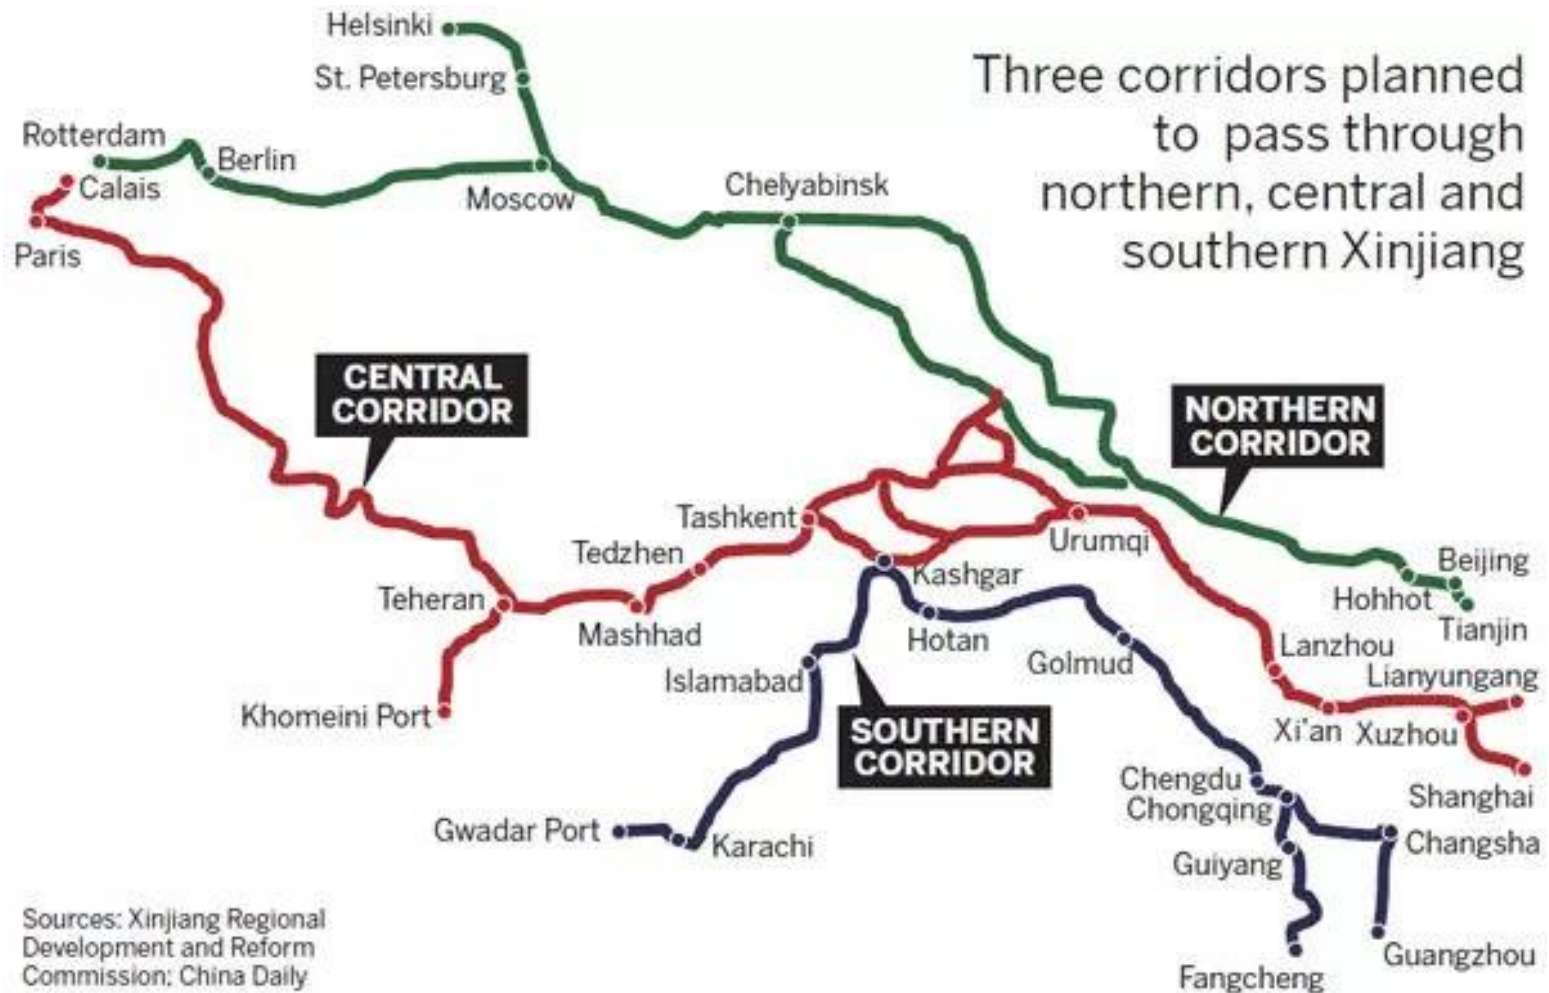 Helsinki
St. Petersburg
Three corridors planned
to pass through
northern, central and
southern Xinjiang
Rotterdam
Berlin
Calais
Moscow
Chelyabinsk
Paris
CENTRAL
CORRIDOR
NORTHERN
CORRIDOR
Tashkent
Urumqi
Tedzhen
Kashgar
Beijing
Teheran
Hohhot
Mashhad
Hotan
Tianjin
Golmud
Lanzhou
Islamabad
Lianyungang
Khomeini Port
Xi'an
Xuzhou
SOUTHERN
CORRIDOR
Chengdu
Shanghai
Chongqing
Gwadar Port
Karachi
Changsha
Guiyang
Sources: Xinjiang Regional
Development and Reform
Commission; China Daily
Guangzhou
Fangcheng